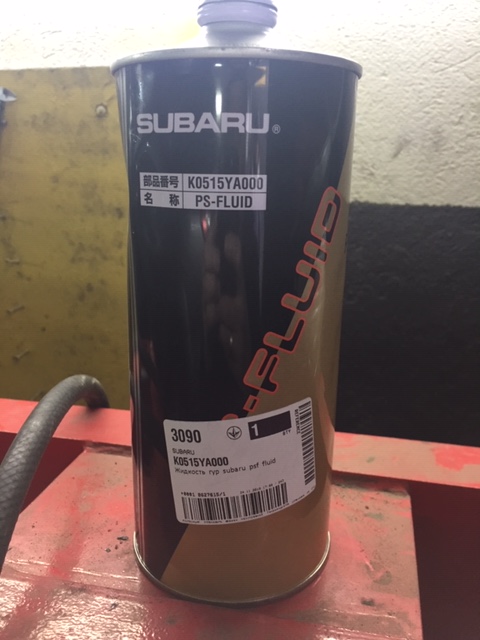 SUBARU®
部品番号 K0515YA000
名 称 PS-FLUID
-FLUID
3090 1
SUBARU
K0515YA000
Жидкость гур subaru psf fluid